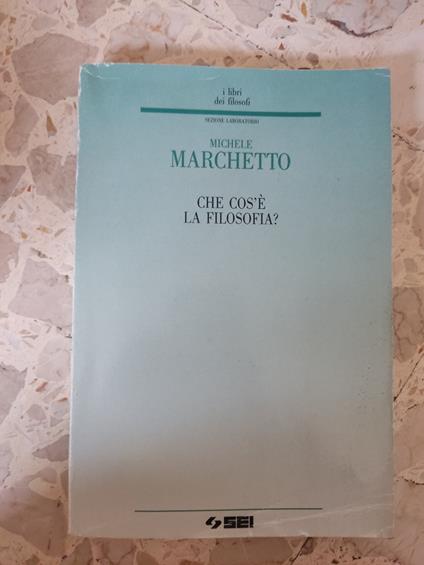 i libri
dei filosofi
SEZIONE LABORATORIO
MICHELE
MARCHETTO
CHE COS'È
LA FILOSOFIA?
SEI